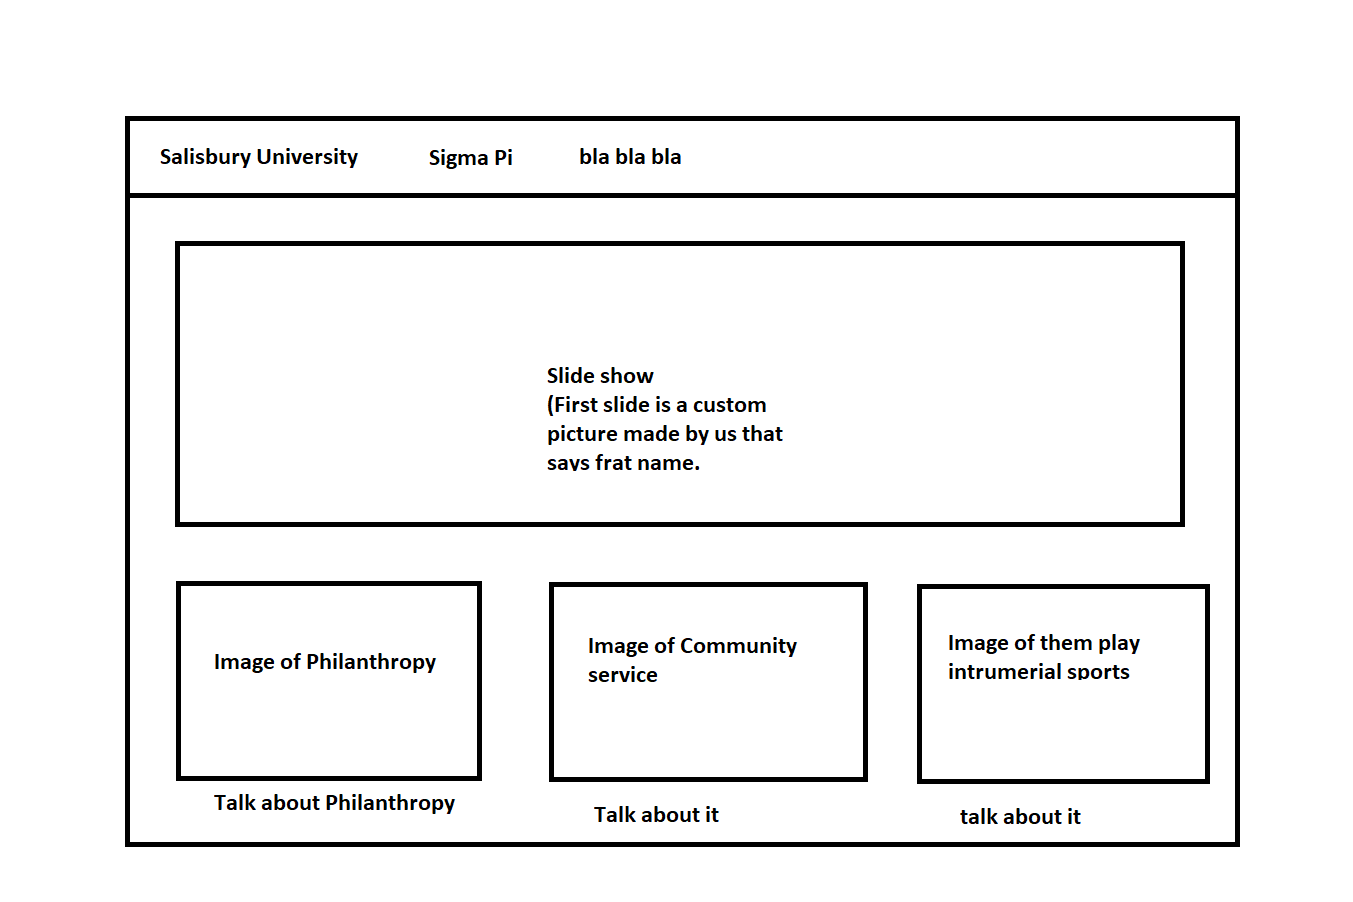 Salisbury University Sigma Pi bla bla bla
Slide show
(First slide is a custom
picture made by us that
says frat name.
Image of Philanthropy
Image of Community
service
Image of them play
intrumerial sports
Talk about Philanthropy
Talk about it
talk about it